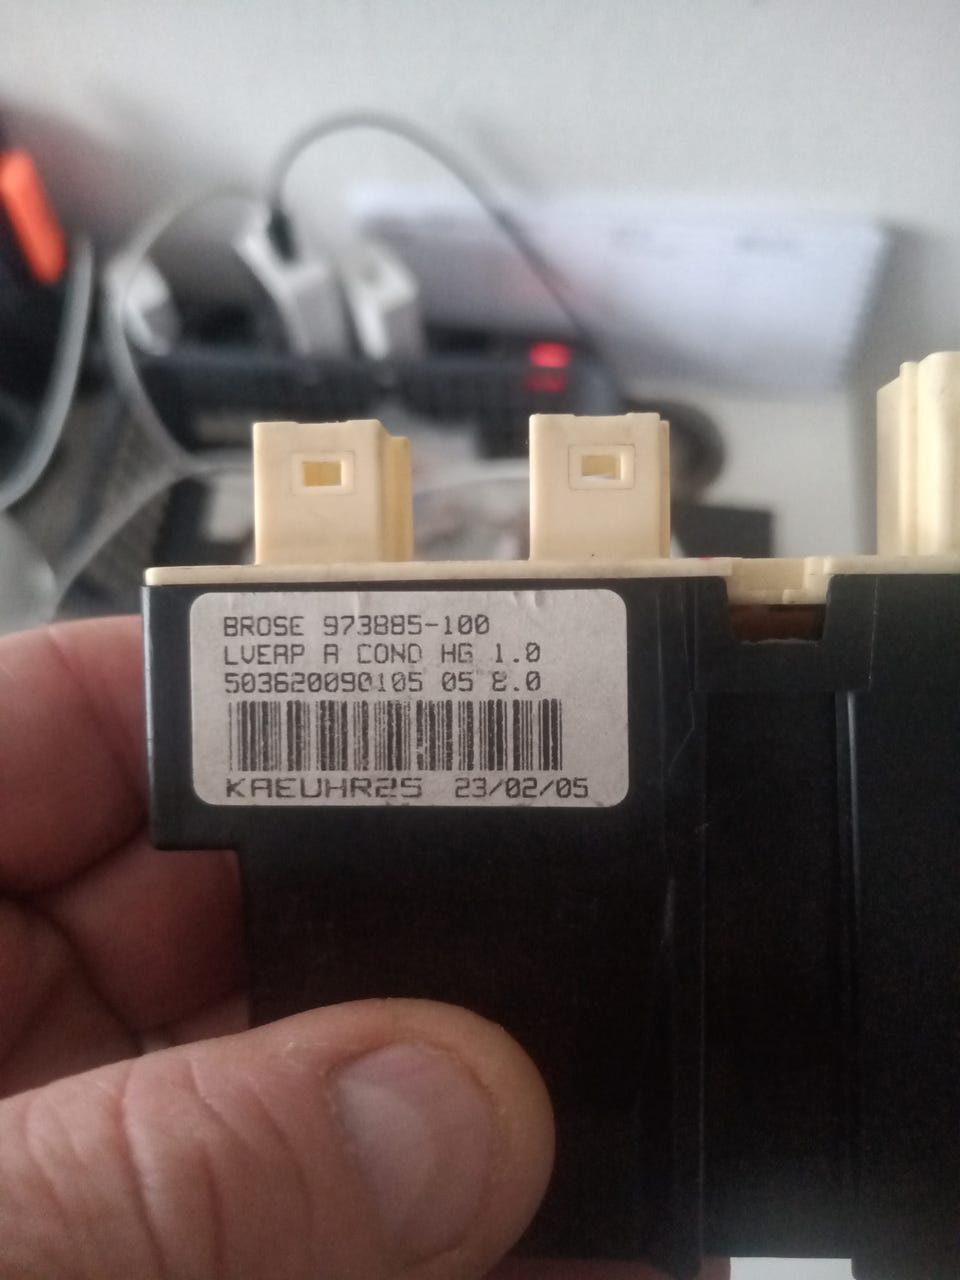 BROSE 973885-100
LVEAP A COND HG 1.0
503620090105 05 8.0
KAEUHR25 23/02/05